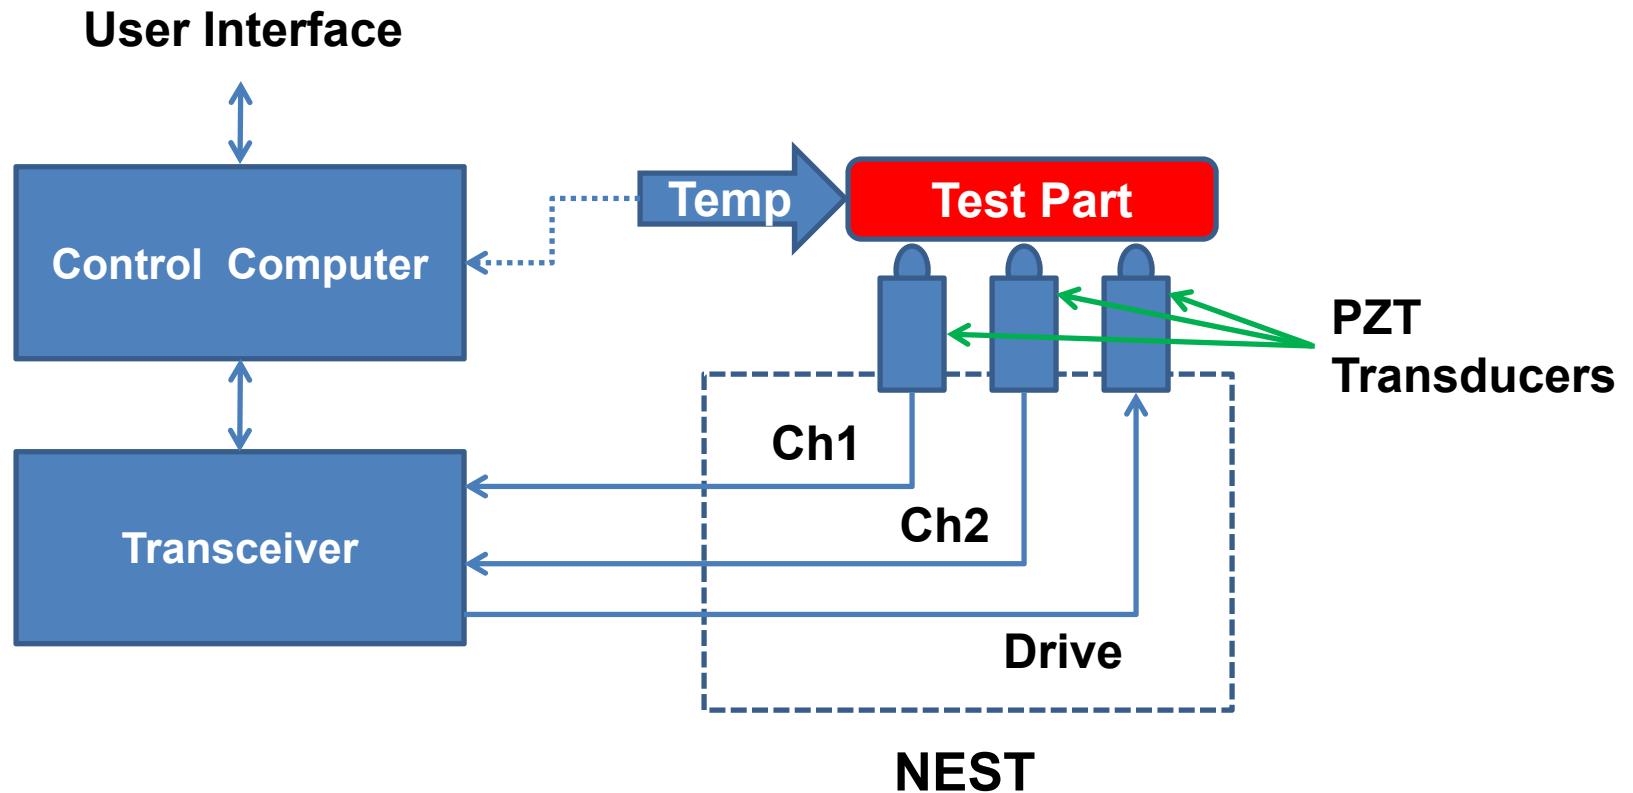 User Interface
Temp
Test Part
Control Computer
PZT
Transducers
Ch1
Ch2
Transceiver
Drive
NEST